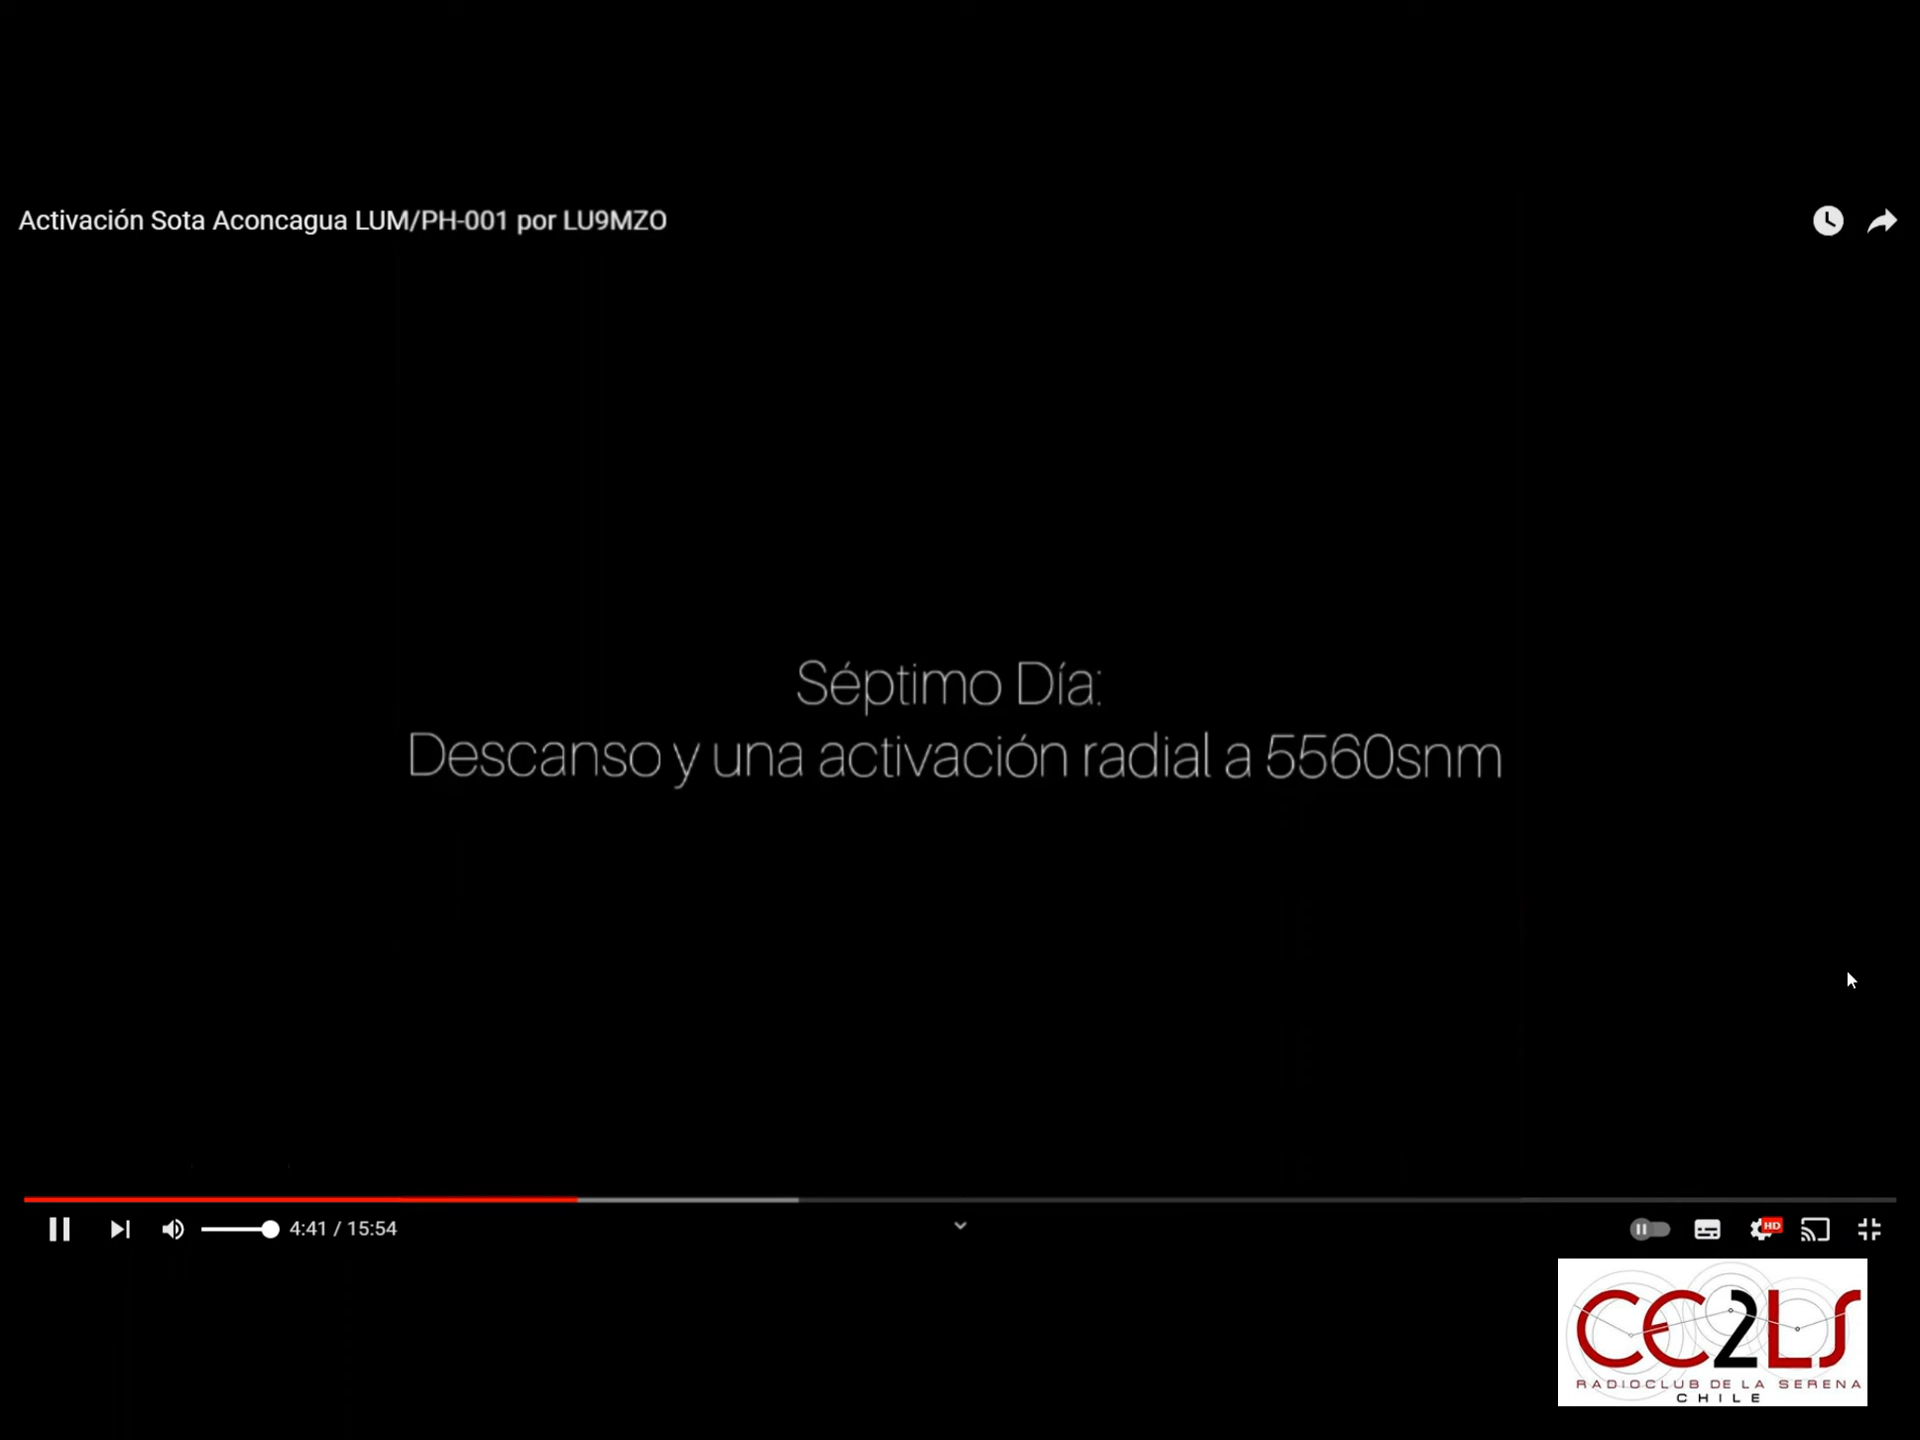 Activación Sota Aconcagua LUM/PH-001 por LU9MZO
Séptimo Día:
Descanso y una activación radial a 5560snm
4:41 / 15:54
HD
CE2LS
RADIOCLUB DE LA SERENA
CHILE